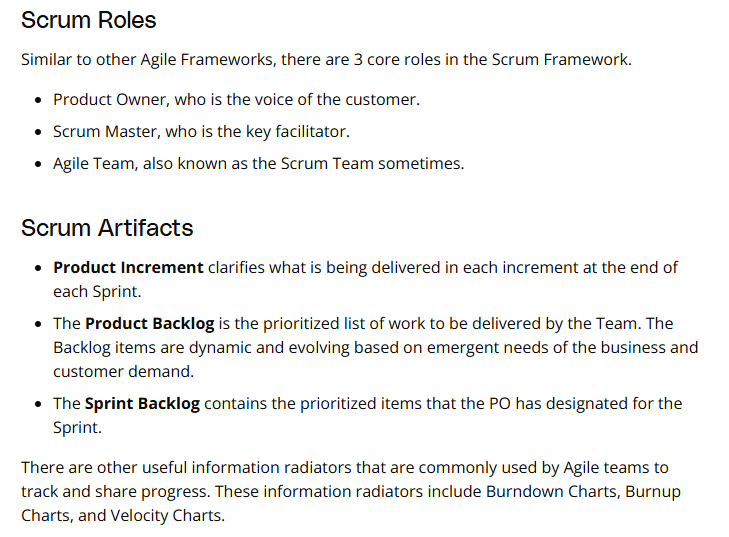 Scrum Roles
Similar to other Agile Frameworks, there are 3 core roles in the Scrum Framework.
• Product Owner, who is the voice of the customer.
• Scrum Master, who is the key facilitator.
• Agile Team, also known as the Scrum Team sometimes.
Scrum Artifacts
• Product Increment clarifies what is being delivered in each increment at the end of
each Sprint.
• The Product Backlog is the prioritized list of work to be delivered by the Team. The
Backlog items are dynamic and evolving based on emergent needs of the business and
customer demand.
• The Sprint Backlog contains the prioritized items that the PO has designated for the
Sprint.
There are other useful information radiators that are commonly used by Agile teams to
track and share progress. These information radiators include Burndown Charts, Burnup
Charts, and Velocity Charts.